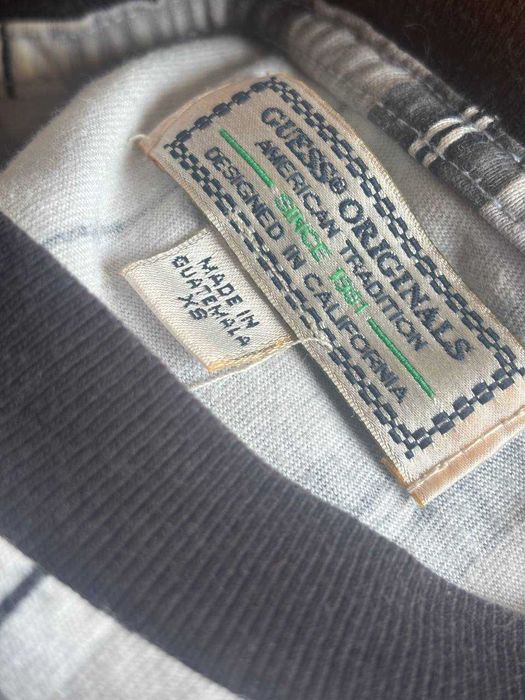 GUESS® ORIGINALS
AMERICAN TRADITION
SINCE 1981
DESIGNED IN CALIFORNIA
MADE IN
GUATEMALA
XS